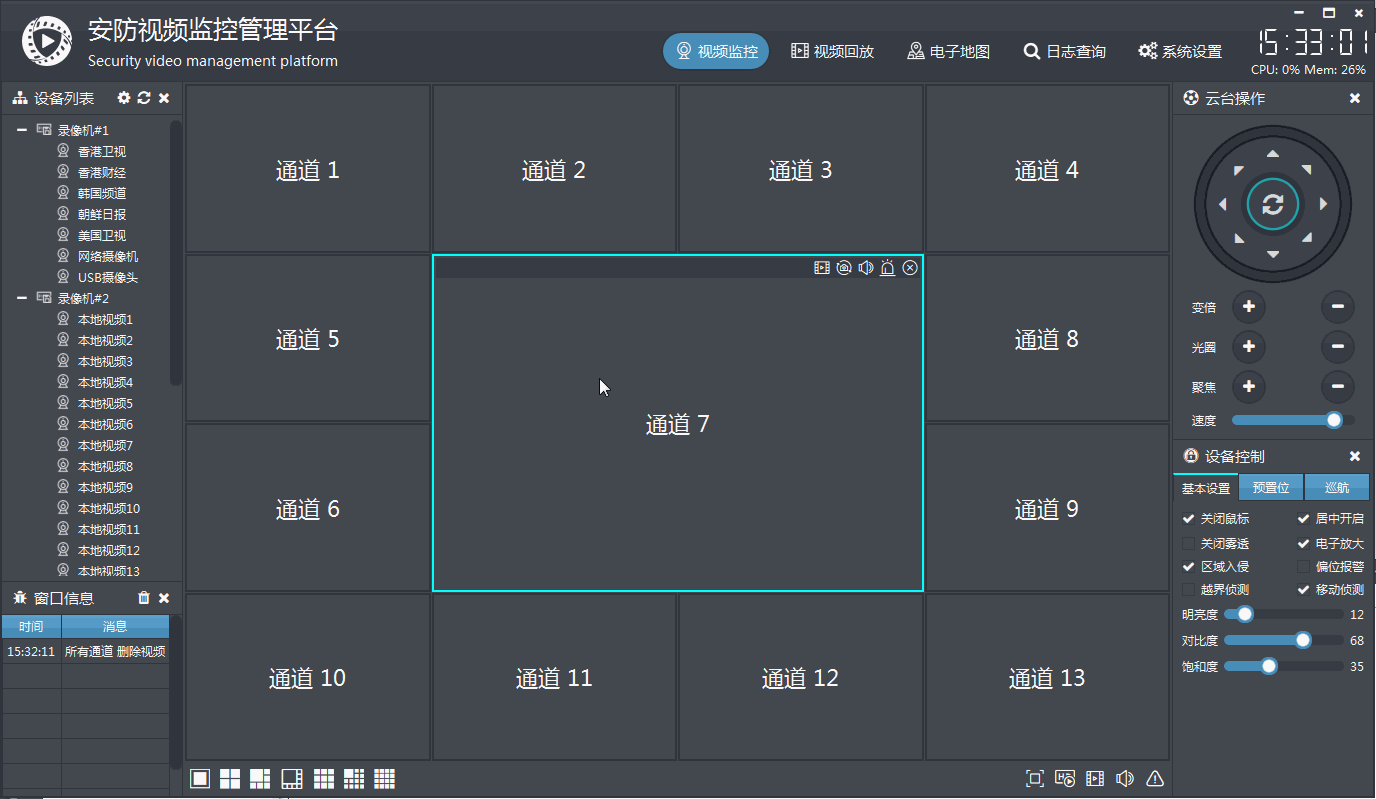 安防视频监控管理平台
Security video management platform
视频监控
视频回放
电子地图
日志查询
系统设置
15:33:01
CPU: 0% Mem: 26%
设备列表
录像机#1
香港卫视
香港财经
韩国频道
朝鲜日报
美国卫视
网络摄像机
USB摄像头
录像机#2
本地视频1
本地视频2
本地视频3
本地视频4
本地视频5
本地视频6
本地视频7
本地视频8
本地视频9
本地视频10
本地视频11
本地视频12
本地视频13
窗口信息
时间 消息
15:32:11 所有通道 删除视频
通道 1
通道 2
通道 3
通道 4
通道 5
通道 7
通道 8
通道 6
通道 9
通道 10
通道 11
通道 12
通道 13
云台操作
变倍
光圈
聚焦
速度
设备控制
基本设置 预置位 巡航
关闭鼠标 居中开启
关闭雾透 电子放大
区域入侵 偏位报警
越界侦测 移动侦测
明亮度 12
对比度 68
饱和度 35